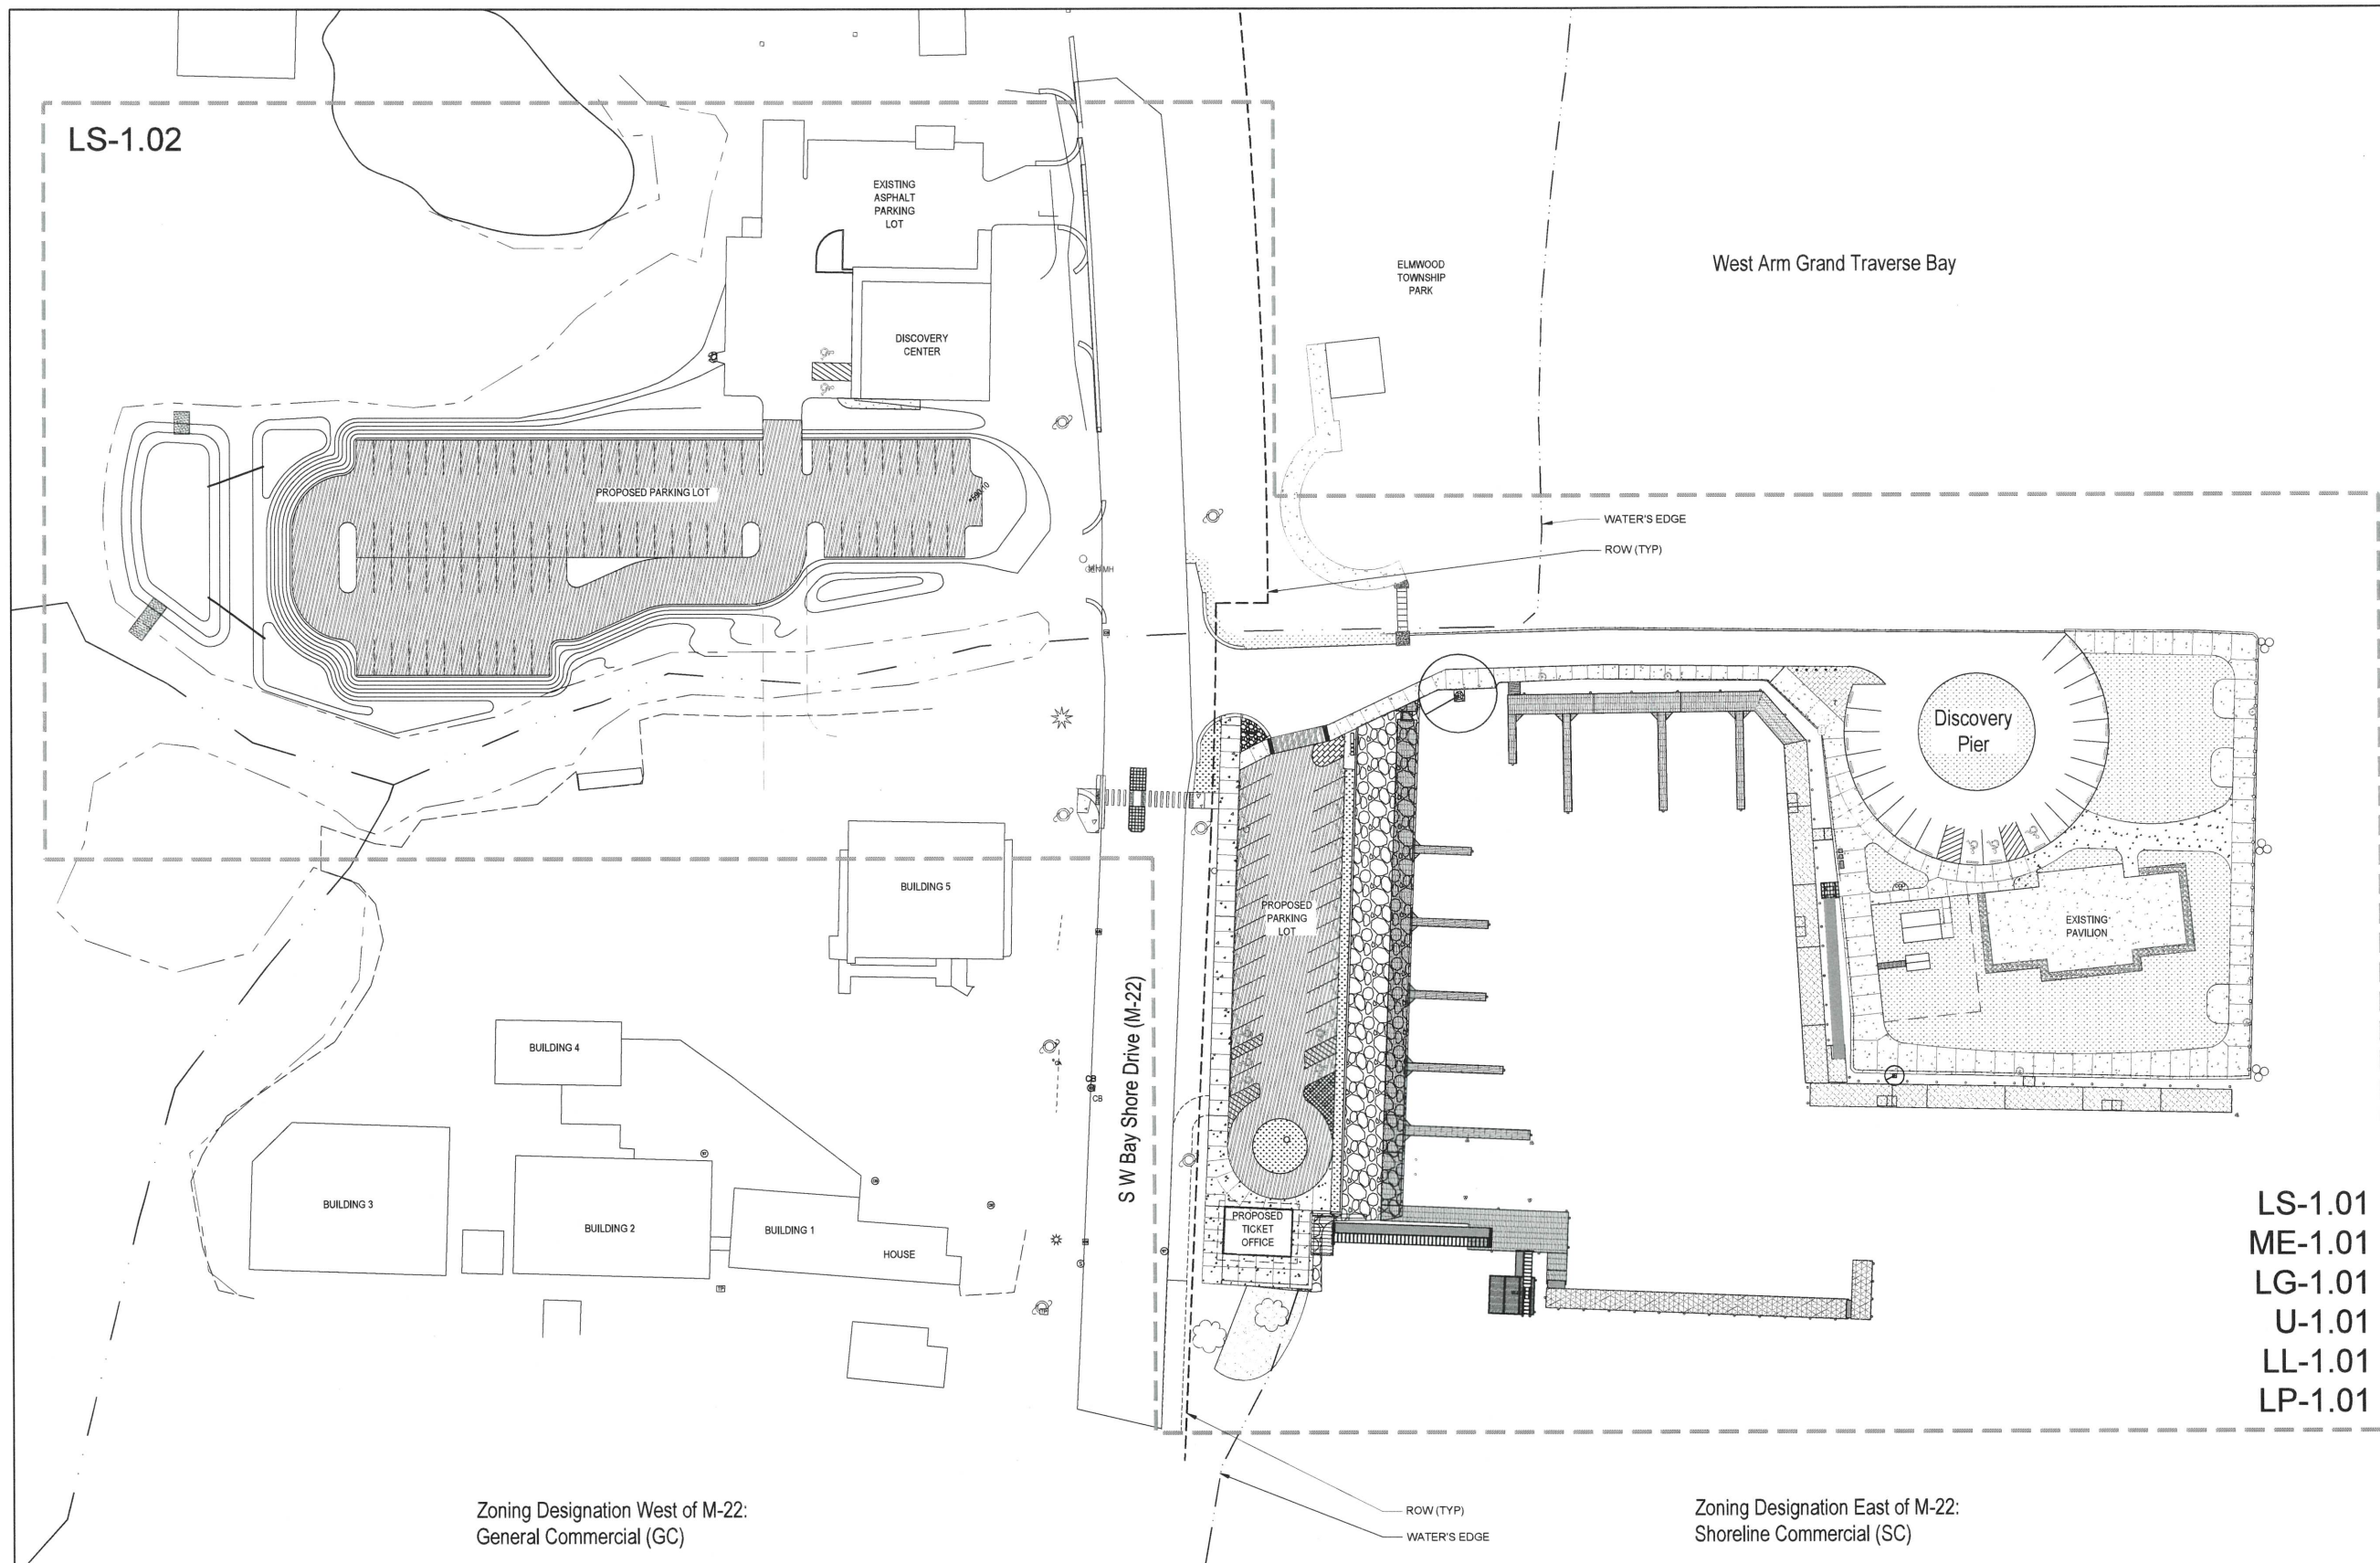 LS-1.02
EXISTING
ASPHALT
PARKING
LOT
DISCOVERY
CENTER
ELMWOOD
TOWNSHIP
PARK
West Arm Grand Traverse Bay
PROPOSED PARKING LOT
WATER'S EDGE
ROW (TYP)
Discovery
Pier
BUILDING 5
PROPOSED
PARKING
LOT
EXISTING
PAVILION
S W Bay Shore Drive (M-22)
BUILDING 4
CB
CB
BUILDING 3
BUILDING 2
BUILDING 1
HOUSE
PROPOSED
TICKET
OFFICE
LS-1.01
ME-1.01
LG-1.01
U-1.01
LL-1.01
LP-1.01
Zoning Designation West of M-22:
General Commercial (GC)
ROW (TYP)
WATER'S EDGE
Zoning Designation East of M-22:
Shoreline Commercial (SC)